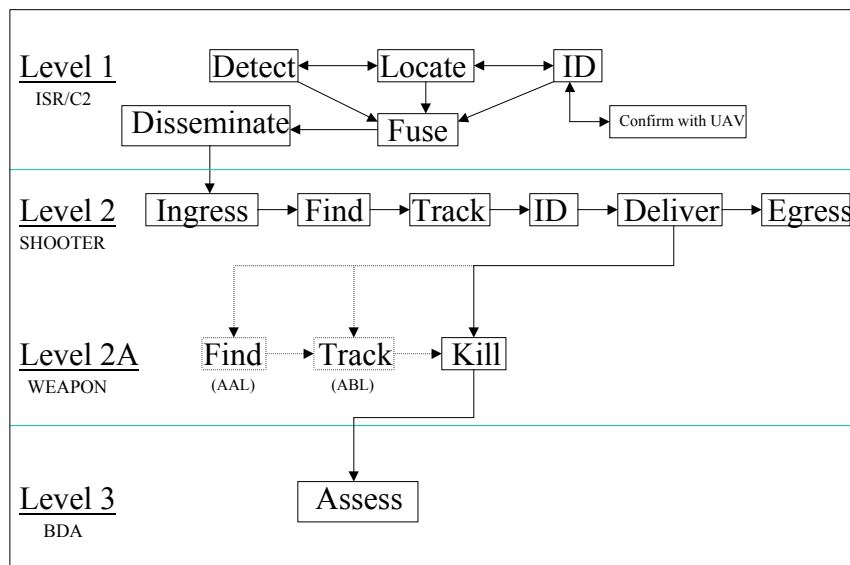 Level 1
ISR/C2
Detect
Locate
ID
Disseminate
Fuse
Confirm with UAV
Level 2
SHOOTER
Ingress
Find
Track
ID
Deliver
Egress
Level 2A
WEAPON
Find
(AAL)
Track
(ABL)
Kill
Level 3
BDA
Assess